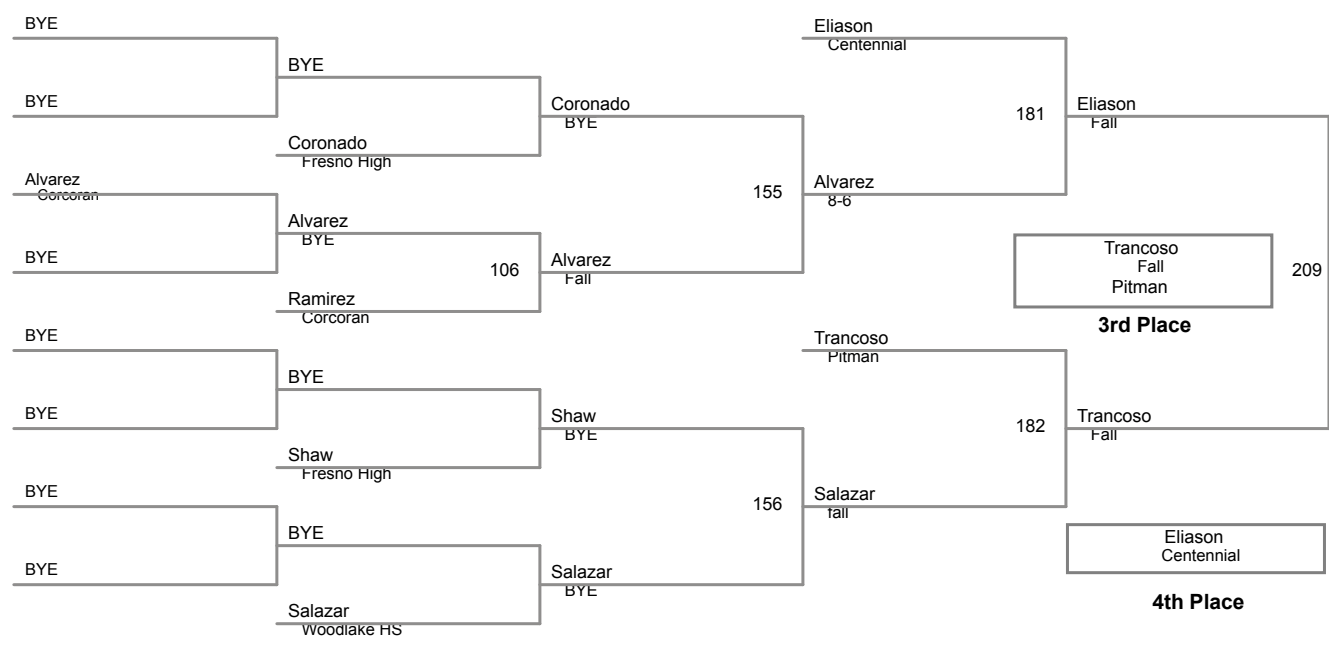 BYE
BYE
Alvarez
Corcoran
BYE
BYE
BYE
BYE
BYE
BYE
Coronado
Fresno High
Alvarez
BYE
Ramirez
Corcoran
BYE
Shaw
Fresno High
BYE
Salazar
Woodlake HS
106
Coronado
BYE
Alvarez
Fall
Shaw
BYE
Salazar
BYE
155
156
Eliason
Centennial
Alvarez
8-6
Trancoso
Pitman
Salazar
fall
181
182
Eliason
Fall
Trancoso
Fall
209
Trancoso
Fall
Pitman
3rd Place
Eliason
Centennial
4th Place